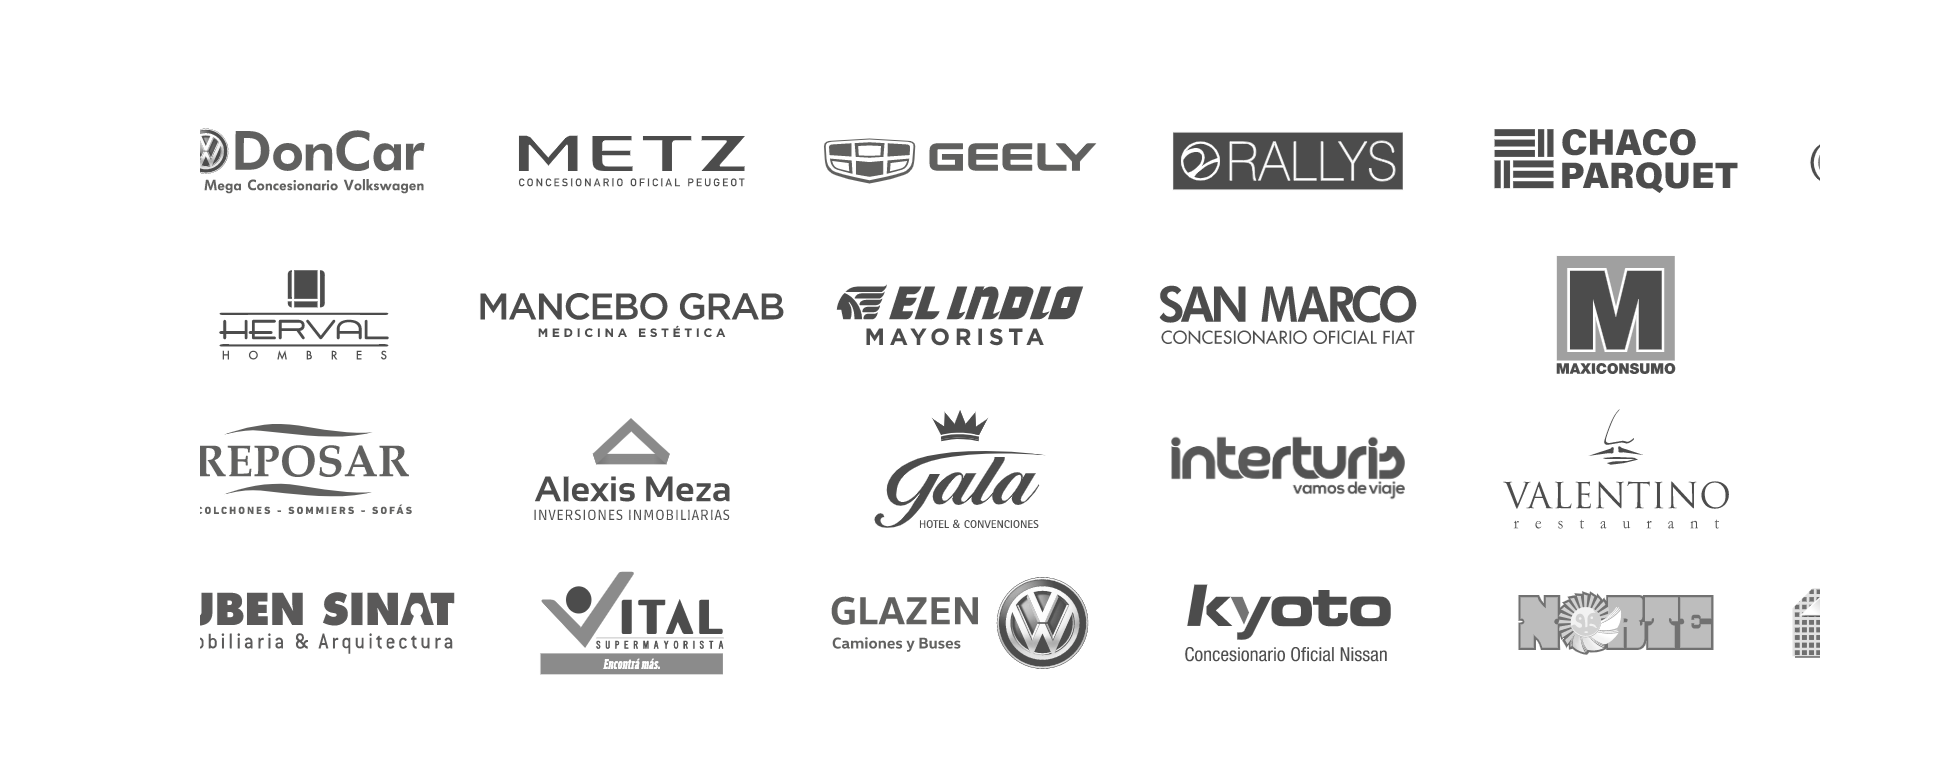 DonCar
Mega Concesionario Volkswagen
METZ
CONCESIONARIO OFICIAL PEUGEOT
GEELY
RALLYS
CHACO
PARQUET
HERVAL
HOMBRES
MANCEBO GRAB
MEDICINA ESTÉTICA
EL INDIO
MAYORISTA
SAN MARCO
CONCESIONARIO OFICIAL FIAT
M
MAXICONSUMO
REPOSAR
COLCHONES - SOMMIERS - SOFÁS
Alexis Meza
INVERSIONES INMOBILIARIAS
Gala
HOTEL & CONVENCIONES
interturis
vamos de viaje
VALENTINO
restaurant
UBEN SINAT
obiliaria & Arquitectura
VITAL
SUPERMAYORISTA
Encontrá más.
GLAZEN
Camiones y Buses
kyoto
Concesionario Oficial Nissan
NORTE